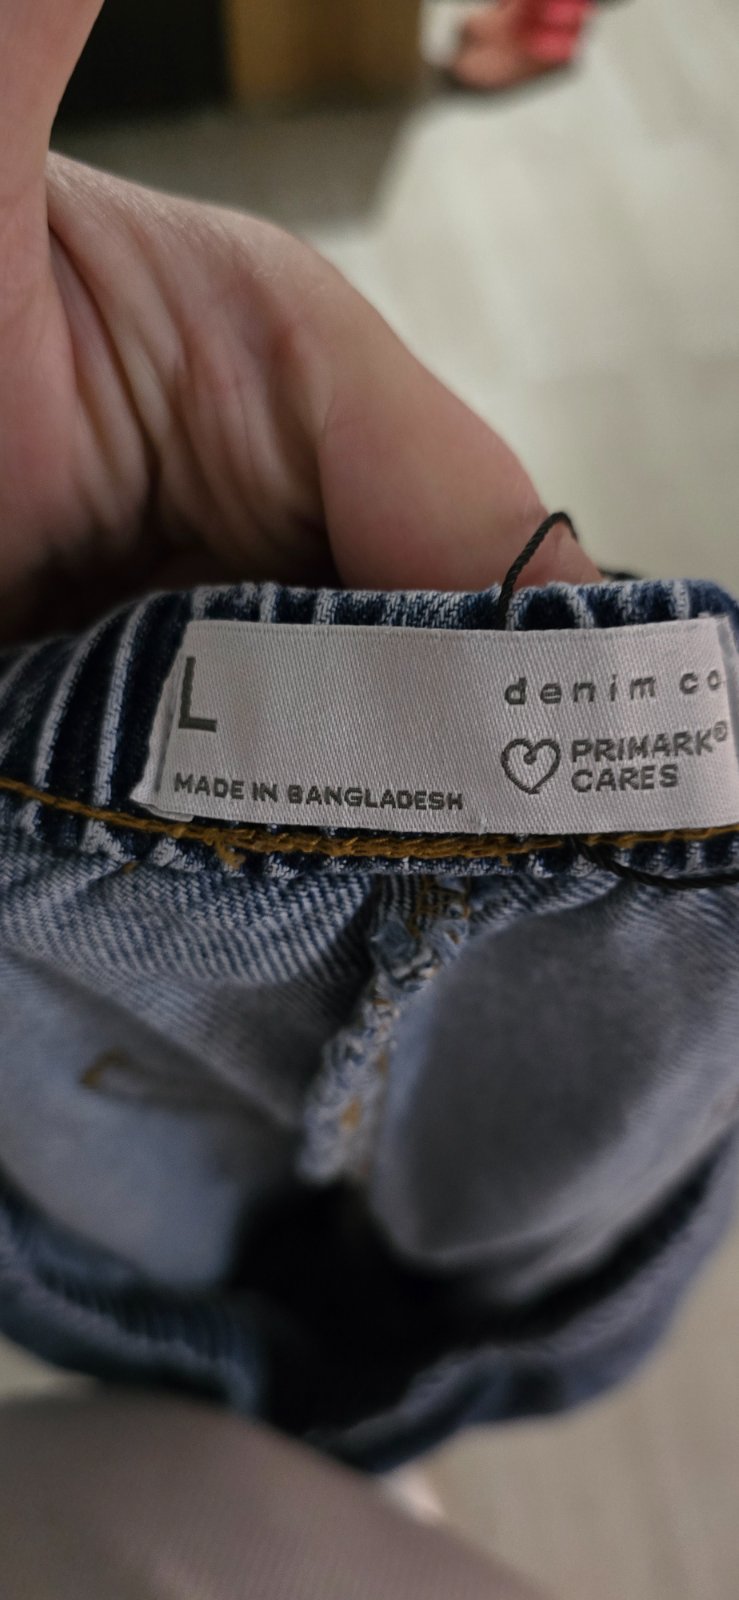 L
denim co
PRIMARK®
CARES
MADE IN BANGLADESH